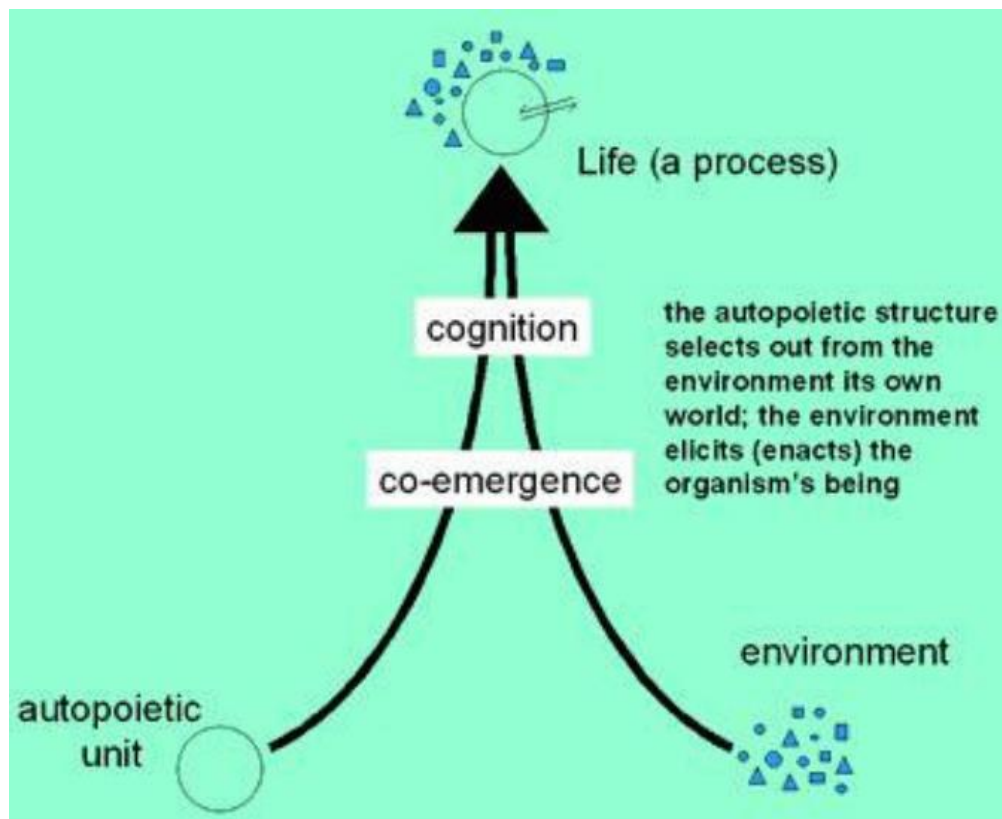 Life (a process)
cognition
the autopoietic structure
selects out from the
environment its own
world; the environment
elicits (enacts) the
organism's being
co-emergence
environment
autopoietic
unit